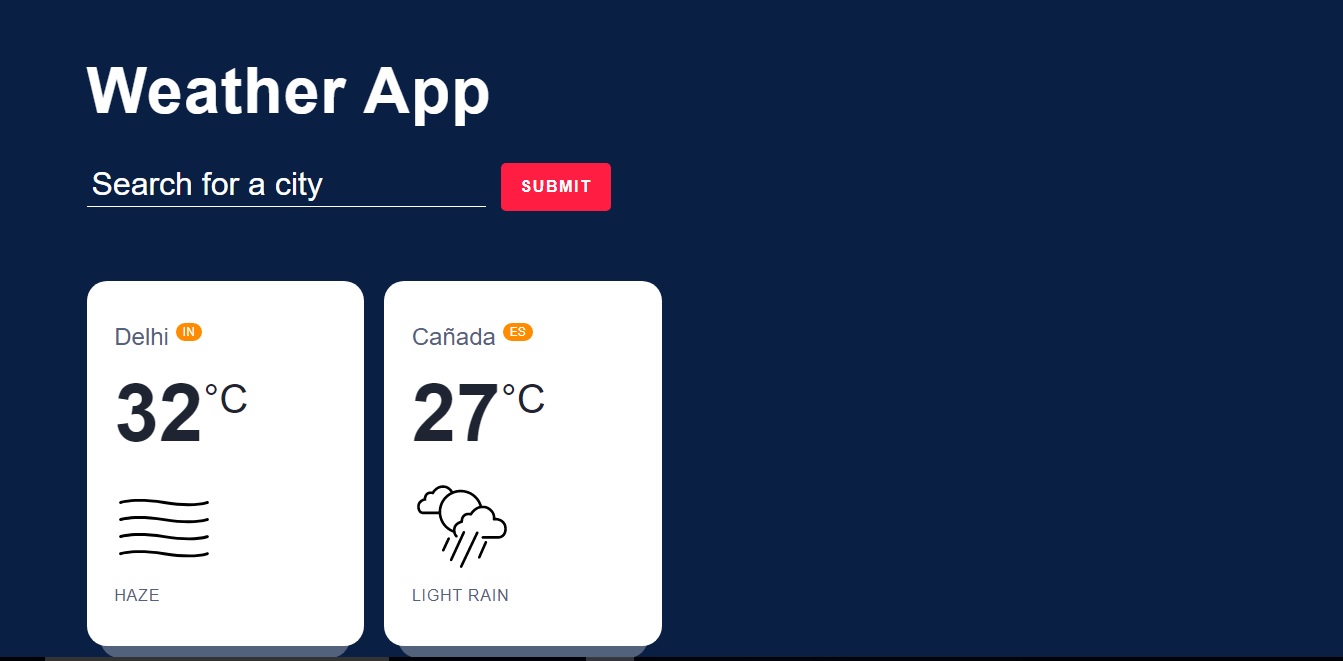 Weather App
Search for a city
SUBMIT
Delhi IN
32°C
HAZE
Cañada ES
27°C
LIGHT RAIN